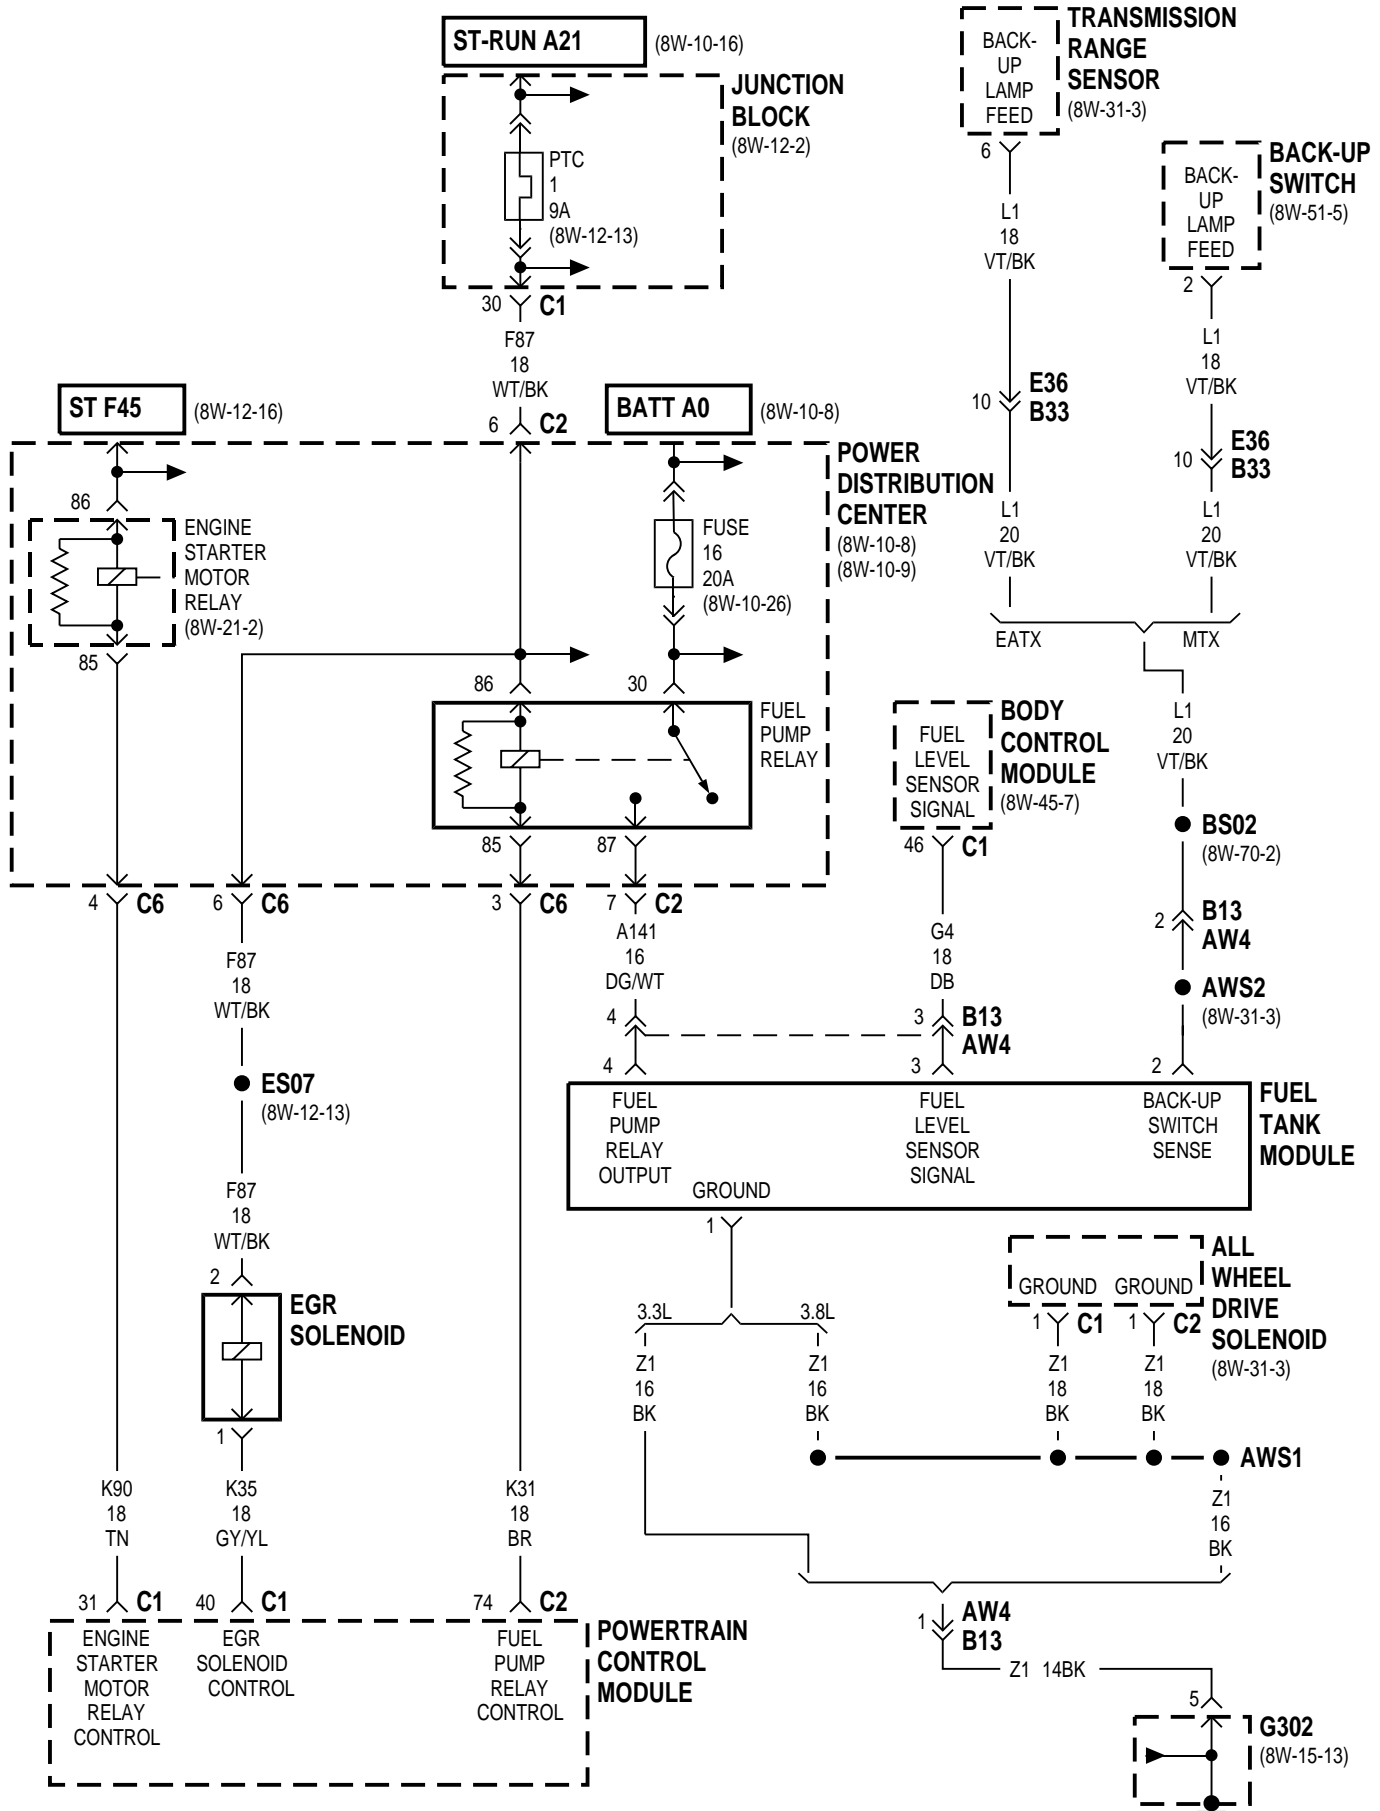 ST-RUN A21
(8W-10-16)
JUNCTION
BLOCK
(8W-12-2)
PTC
1
9A
(8W-12-13)
30
C1
F87
18
WT/BK
6
C2
TRANSMISSION
RANGE
SENSOR
(8W-31-3)
BACK-
UP
LAMP
FEED
6
L1
18
VT/BK
10
E36
B33
L1
20
VT/BK
EATX
BACK-UP
SWITCH
(8W-51-5)
BACK-
UP
LAMP
FEED
2
L1
18
VT/BK
10
E36
B33
L1
20
VT/BK
MTX
L1
20
VT/BK
BS02
(8W-70-2)
2
B13
AW4
AWS2
(8W-31-3)
2
ST F45
(8W-12-16)
BATT A0
(8W-10-8)
POWER
DISTRIBUTION
CENTER
(8W-10-8)
(8W-10-9)
86
ENGINE
STARTER
MOTOR
RELAY
(8W-21-2)
85
FUSE
16
20A
(8W-10-26)
86
30
FUEL
PUMP
RELAY
85
87
4
C6
6
C6
3
C6
7
C2
BODY
CONTROL
MODULE
(8W-45-7)
FUEL
LEVEL
SENSOR
SIGNAL
46
C1
F87
18
WT/BK
ES07
(8W-12-13)
F87
18
WT/BK
2
EGR
SOLENOID
1
A141
16
DG/WT
4
4
G4
18
DB
3
B13
AW4
3
FUEL
TANK
MODULE
FUEL
PUMP
RELAY
OUTPUT
GROUND
FUEL
LEVEL
SENSOR
SIGNAL
BACK-UP
SWITCH
SENSE
1
3.3L
3.8L
Z1
16
BK
Z1
16
BK
ALL
WHEEL
DRIVE
SOLENOID
(8W-31-3)
GROUND
GROUND
1
C1
1
C2
Z1
18
BK
Z1
18
BK
AWS1
Z1
16
BK
K90
18
TN
K35
18
GY/YL
K31
18
BR
31
C1
40
C1
74
C2
POWERTRAIN
CONTROL
MODULE
ENGINE
STARTER
MOTOR
RELAY
CONTROL
EGR
SOLENOID
CONTROL
FUEL
PUMP
RELAY
CONTROL
1
AW4
B13
Z1 14BK
5
G302
(8W-15-13)